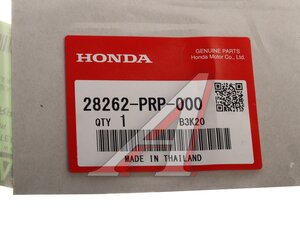 HONDA
GENUINE PARTS
Honda Motor Co., Ltd.
28262-PRP-000
QTY 1 B3K20
MADE IN THAILAND